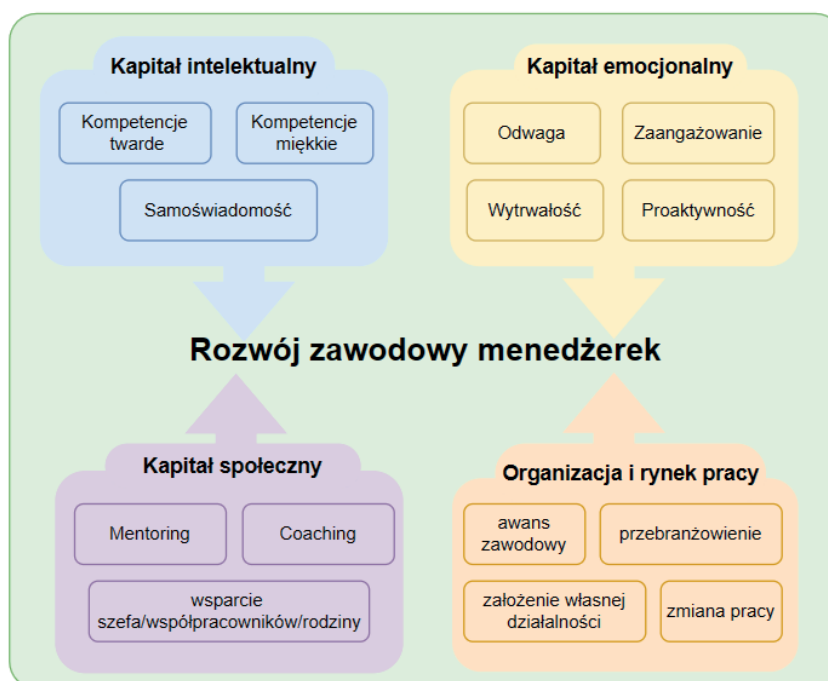 Kapitał intelektualny
Kompetencje
twarde
Kompetencje
miękkie
Samoświadomość
Kapitał emocjonalny
Odwaga
Zaangażowanie
Wytrwałość
Proaktywność
Rozwój zawodowy menedżerek
Kapitał społeczny
Mentoring
Coaching
wsparcie
szefa/współpracowników/rodziny
Organizacja i rynek pracy
awans
zawodowy
przebranżowienie
założenie własnej
działalności
zmiana pracy